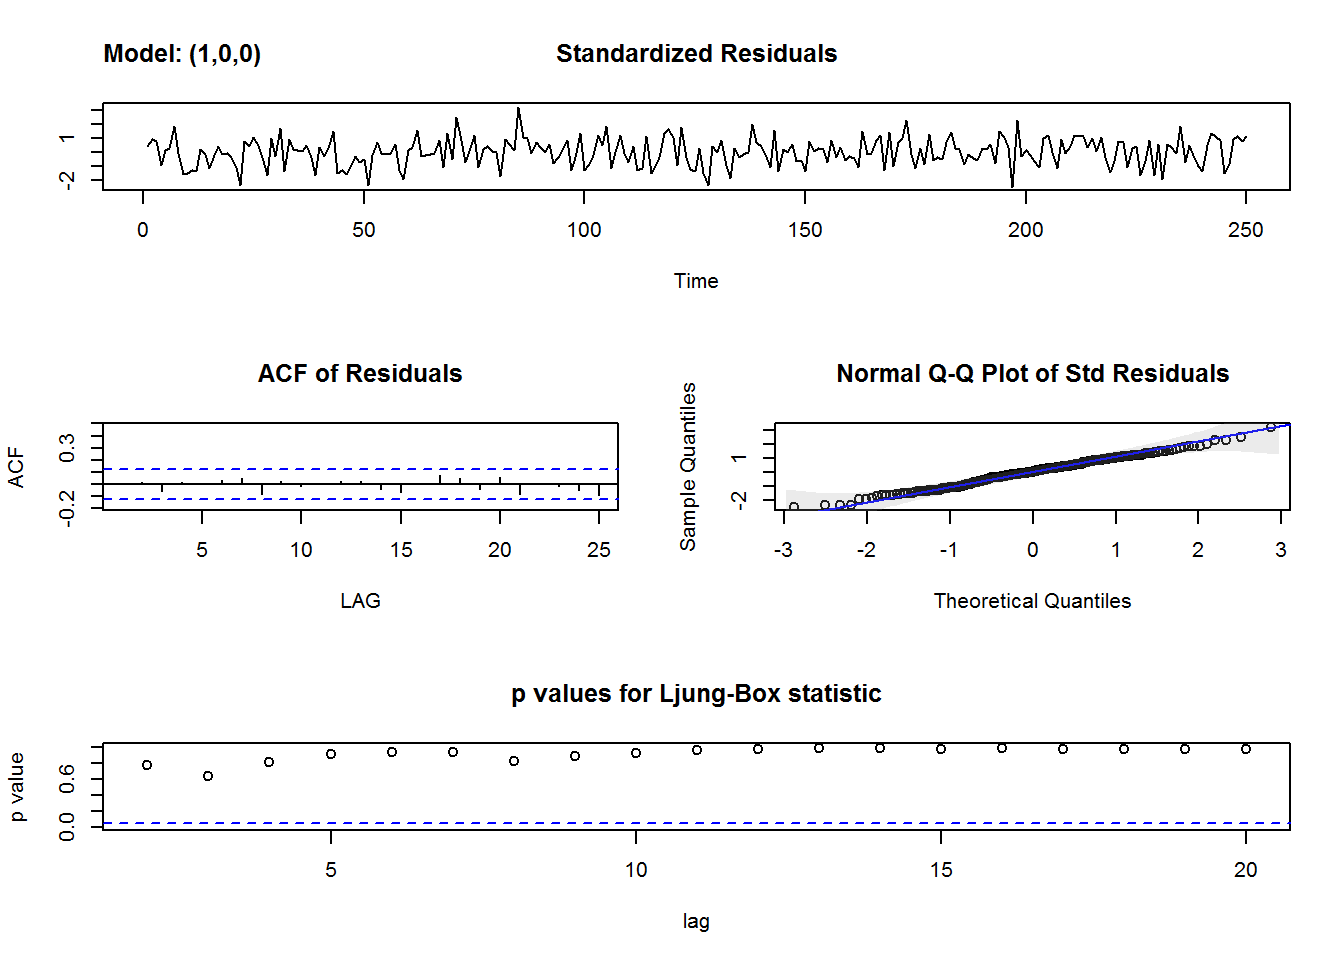 Model: (1,0,0) Standardized Residuals
1
-2
0 50 100 150 200 250
Time
ACF of Residuals
ACF
0.3
-0.2
5 10 15 20 25
LAG
Normal Q-Q Plot of Std Residuals
Sample Quantiles
1
-2
-3 -2 -1 0 1 2 3
Theoretical Quantiles
p values for Ljung-Box statistic
p value
0.6
0.0
5 10 15 20
lag